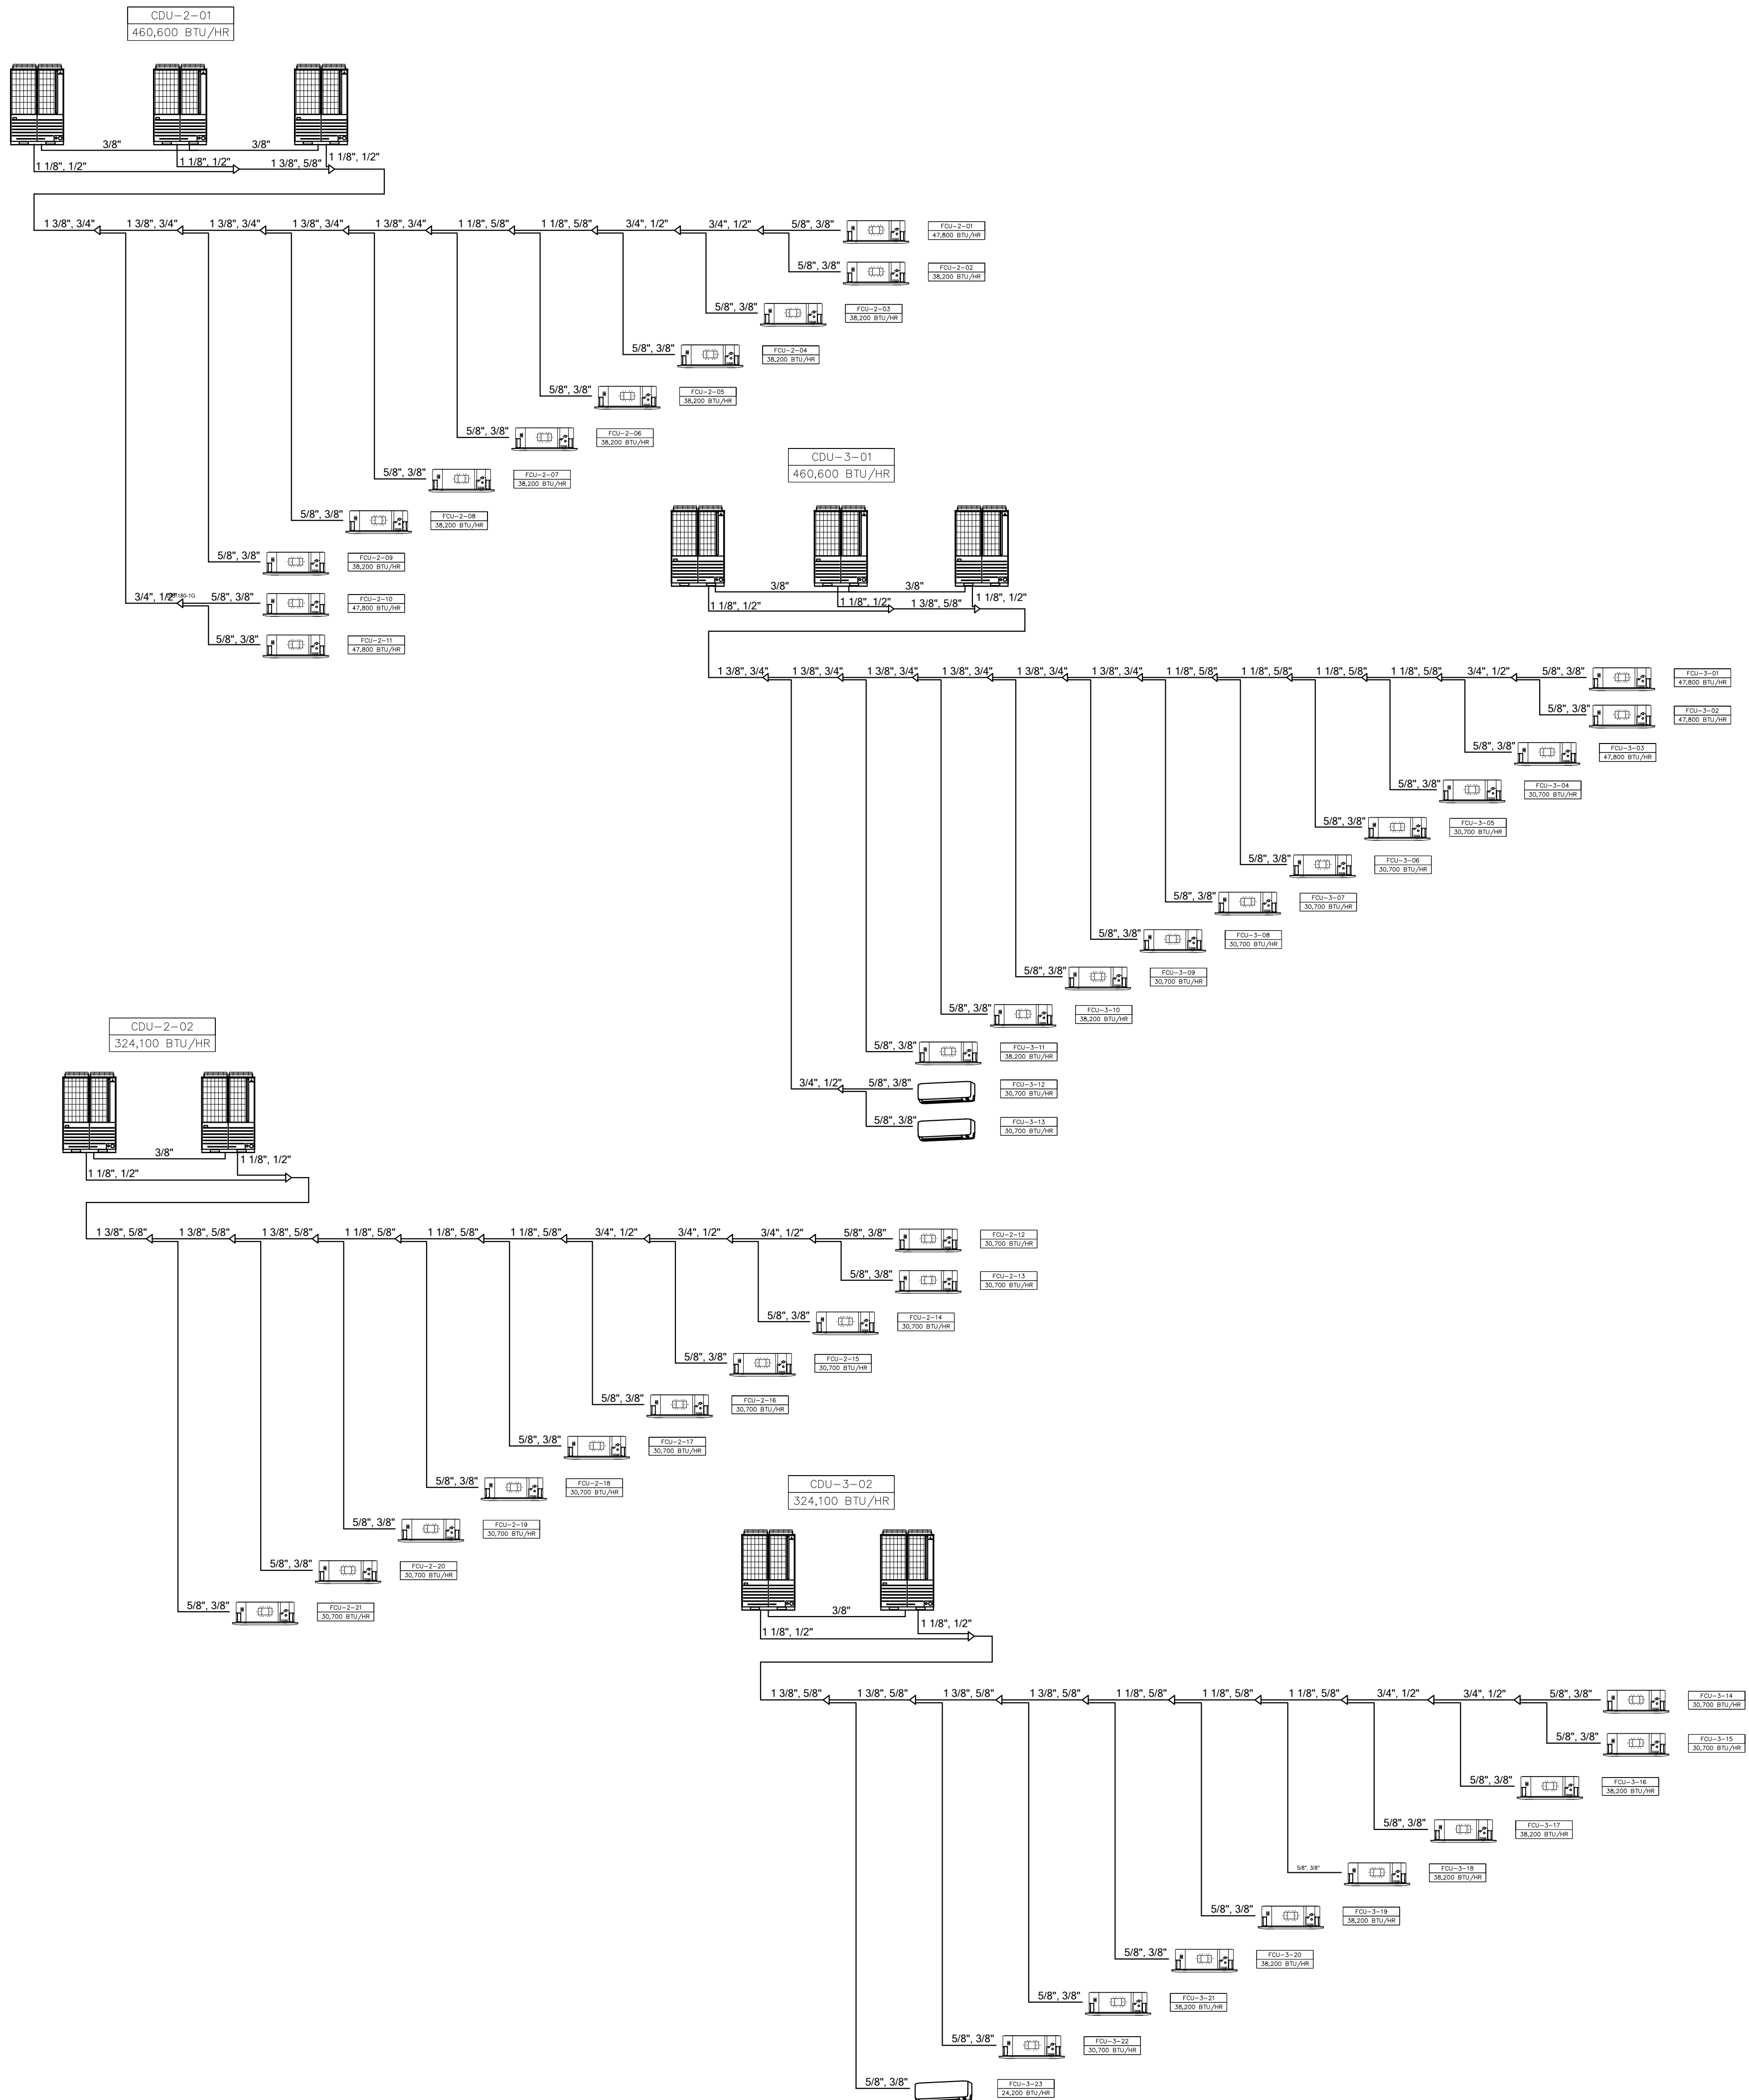 CDU-2-01
460,600 BTU/HR
3/8"
3/8"
1 1/8", 1/2"
1 1/8", 1/2"
1 3/8", 5/8"
1 1/8", 1/2"
1 3/8", 3/4"
1 3/8", 3/4"
1 3/8", 3/4"
1 3/8", 3/4"
1 3/8", 3/4"
1 1/8", 5/8"
1 1/8", 5/8"
3/4", 1/2"
3/4", 1/2"
5/8", 3/8"
FCU-2-01
47,800 BTU/HR
5/8", 3/8"
FCU-2-02
38,200 BTU/HR
5/8", 3/8"
FCU-2-03
38,200 BTU/HR
5/8", 3/8"
FCU-2-04
38,200 BTU/HR
5/8", 3/8"
FCU-2-05
38,200 BTU/HR
5/8", 3/8"
FCU-2-06
38,200 BTU/HR
5/8", 3/8"
FCU-2-07
38,200 BTU/HR
5/8", 3/8"
FCU-2-08
38,200 BTU/HR
5/8", 3/8"
FCU-2-09
38,200 BTU/HR
3/4", 1/2"
5/8", 3/8"
FCU-2-10
47,800 BTU/HR
5/8", 3/8"
FCU-2-11
47,800 BTU/HR
CDU-3-01
460,600 BTU/HR
3/8"
3/8"
1 1/8", 1/2"
1 1/8", 1/2"
1 3/8", 5/8"
1 1/8", 1/2"
1 3/8", 3/4"
1 3/8", 3/4"
1 3/8", 3/4"
1 3/8", 3/4"
1 3/8", 3/4"
1 3/8", 3/4"
1 1/8", 5/8"
1 1/8", 5/8"
1 1/8", 5/8"
1 1/8", 5/8"
3/4", 1/2"
5/8", 3/8"
FCU-3-01
47,800 BTU/HR
5/8", 3/8"
FCU-3-02
47,800 BTU/HR
5/8", 3/8"
FCU-3-03
47,800 BTU/HR
5/8", 3/8"
FCU-3-04
30,700 BTU/HR
5/8", 3/8"
FCU-3-05
30,700 BTU/HR
5/8", 3/8"
FCU-3-06
30,700 BTU/HR
5/8", 3/8"
FCU-3-07
30,700 BTU/HR
5/8", 3/8"
FCU-3-08
30,700 BTU/HR
5/8", 3/8"
FCU-3-09
30,700 BTU/HR
5/8", 3/8"
FCU-3-10
38,200 BTU/HR
5/8", 3/8"
FCU-3-11
38,200 BTU/HR
3/4", 1/2"
5/8", 3/8"
FCU-3-12
30,700 BTU/HR
5/8", 3/8"
FCU-3-13
30,700 BTU/HR
CDU-2-02
324,100 BTU/HR
3/8"
1 1/8", 1/2"
1 1/8", 1/2"
1 3/8", 5/8"
1 3/8", 5/8"
1 3/8", 5/8"
1 1/8", 5/8"
1 1/8", 5/8"
1 1/8", 5/8"
3/4", 1/2"
3/4", 1/2"
3/4", 1/2"
5/8", 3/8"
FCU-2-12
30,700 BTU/HR
5/8", 3/8"
FCU-2-13
30,700 BTU/HR
5/8", 3/8"
FCU-2-14
30,700 BTU/HR
5/8", 3/8"
FCU-2-15
30,700 BTU/HR
5/8", 3/8"
FCU-2-16
30,700 BTU/HR
5/8", 3/8"
FCU-2-17
30,700 BTU/HR
5/8", 3/8"
FCU-2-18
30,700 BTU/HR
5/8", 3/8"
FCU-2-19
30,700 BTU/HR
5/8", 3/8"
FCU-2-20
30,700 BTU/HR
5/8", 3/8"
FCU-2-21
30,700 BTU/HR
CDU-3-02
324,100 BTU/HR
3/8"
1 1/8", 1/2"
1 1/8", 1/2"
1 3/8", 5/8"
1 3/8", 5/8"
1 3/8", 5/8"
1 3/8", 5/8"
1 1/8", 5/8"
1 1/8", 5/8"
1 1/8", 5/8"
3/4", 1/2"
3/4", 1/2"
5/8", 3/8"
FCU-3-14
30,700 BTU/HR
5/8", 3/8"
FCU-3-15
30,700 BTU/HR
5/8", 3/8"
FCU-3-16
38,200 BTU/HR
5/8", 3/8"
FCU-3-17
38,200 BTU/HR
5/8", 3/8"
FCU-3-18
38,200 BTU/HR
5/8", 3/8"
FCU-3-19
38,200 BTU/HR
5/8", 3/8"
FCU-3-20
38,200 BTU/HR
5/8", 3/8"
FCU-3-21
38,200 BTU/HR
5/8", 3/8"
FCU-3-22
30,700 BTU/HR
5/8", 3/8"
FCU-3-23
24,200 BTU/HR